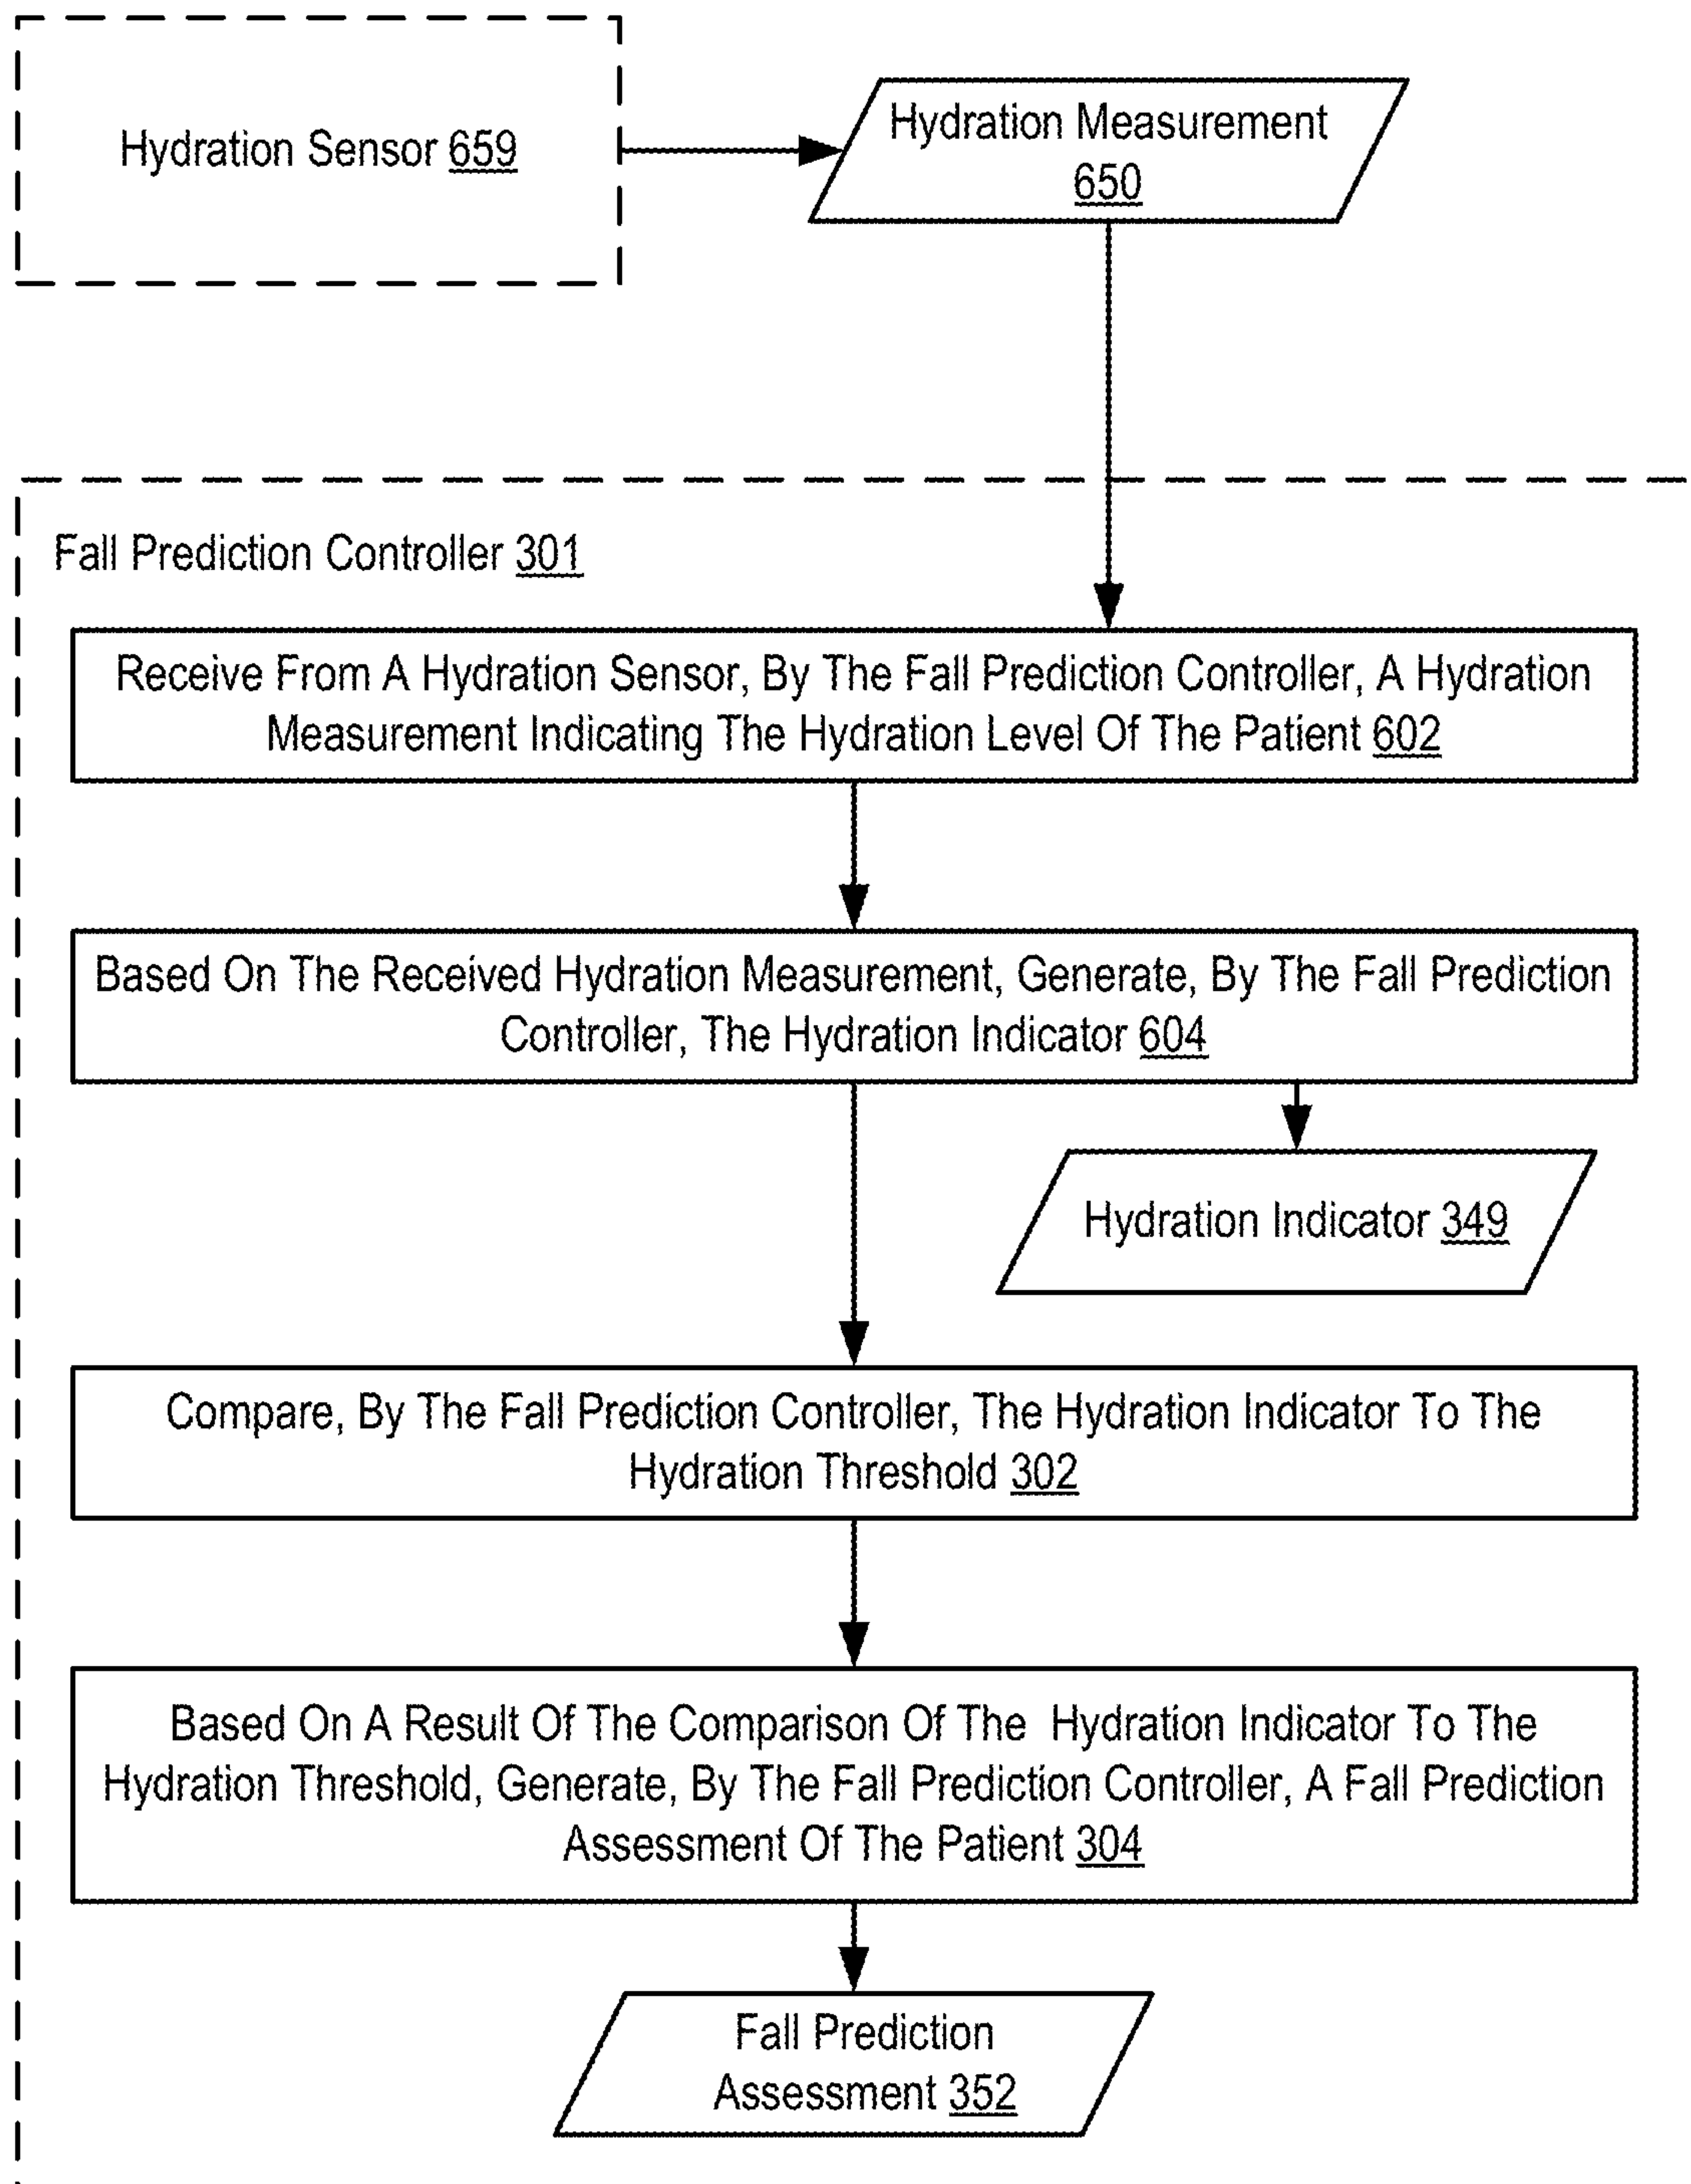 Hydration Sensor 659
Hydration Measurement
650
Fall Prediction Controller 301
Receive From A Hydration Sensor, By The Fall Prediction Controller, A Hydration
Measurement Indicating The Hydration Level Of The Patient 602
Based On The Received Hydration Measurement, Generate, By The Fall Prediction
Controller, The Hydration Indicator 604
Hydration Indicator 349
Compare, By The Fall Prediction Controller, The Hydration Indicator To The
Hydration Threshold 302
Based On A Result Of The Comparison Of The Hydration Indicator To The
Hydration Threshold, Generate, By The Fall Prediction Controller, A Fall Prediction
Assessment Of The Patient 304
Fall Prediction
Assessment 352